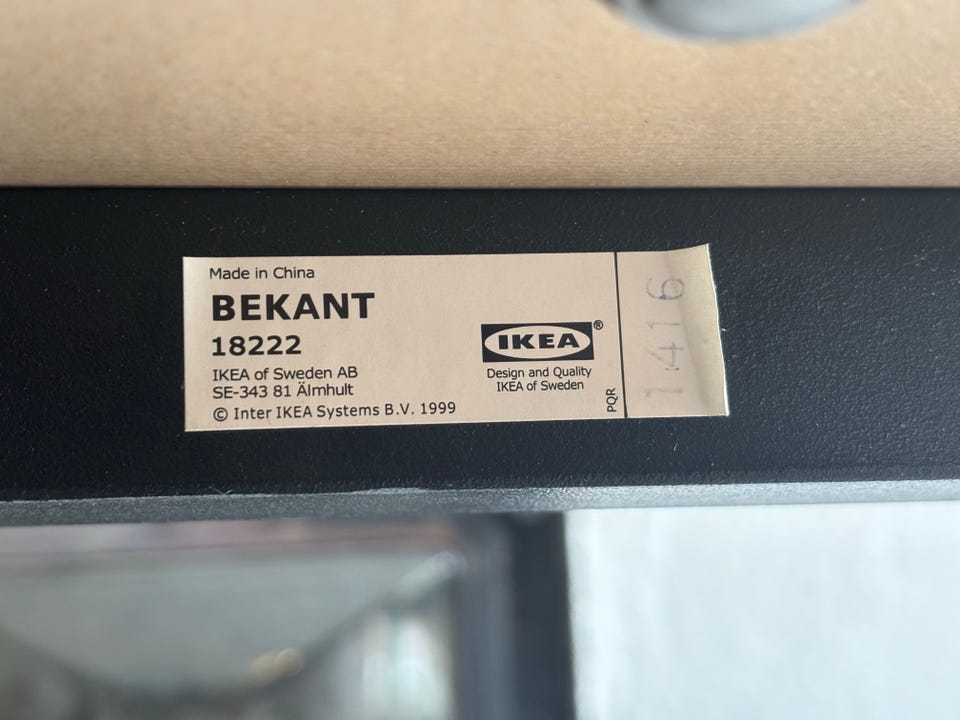 Made in China
BEKANT
18222
IKEA of Sweden AB
SE-343 81 Älmhult
© Inter IKEA Systems B.V. 1999
IKEA®
Design and Quality
IKEA of Sweden
PQR
1416